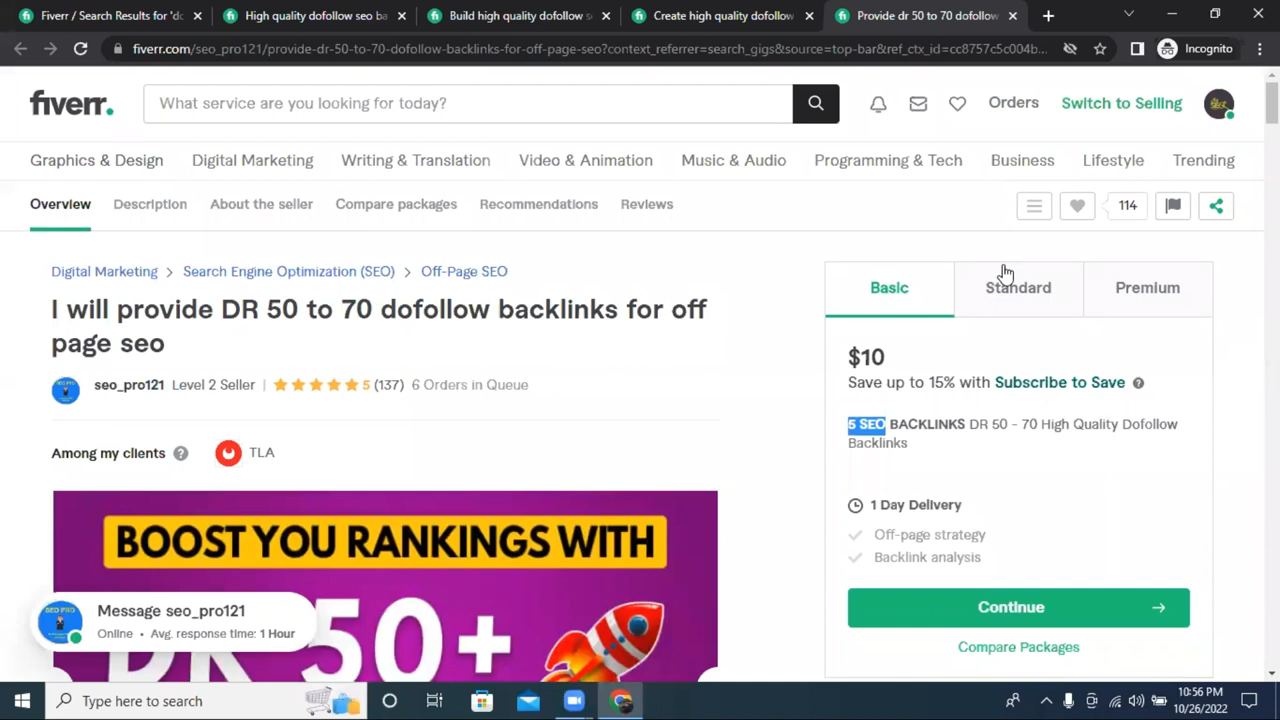 Fiverr / Search Results for 'do
High quality dofollow seo ba
Build high quality dofollow s
Create high quality dofollow
Provide dr 50 to 70 dofollow
fiverr.com/seo_pro121/provide-dr-50-to-70-dofollow-backlinks-for-off-page-seo?context_referrer=search_gigs&source=top-bar&ref_ctx_id=cc8757c5c004b...
Incognito
fiverr.
What service are you looking for today?
Orders
Switch to Selling
Graphics & Design
Digital Marketing
Writing & Translation
Video & Animation
Music & Audio
Programming & Tech
Business
Lifestyle
Trending
Overview
Description
About the seller
Compare packages
Recommendations
Reviews
114
Digital Marketing > Search Engine Optimization (SEO) > Off-Page SEO
I will provide DR 50 to 70 dofollow backlinks for off
page seo
seo_pro121 Level 2 Seller | 5 (137) 6 Orders in Queue
Among my clients ? TLA
BOOST YOU RANKINGS WITH
DR 50+
SEO PRO
Message seo_pro121
Online • Avg. response time: 1 Hour
Basic
Standard
Premium
$10
Save up to 15% with Subscribe to Save ?
5 SEO BACKLINKS DR 50 - 70 High Quality Dofollow
Backlinks
1 Day Delivery
Off-page strategy
Backlink analysis
Continue
Compare Packages
Type here to search
10:56 PM
10/26/2022